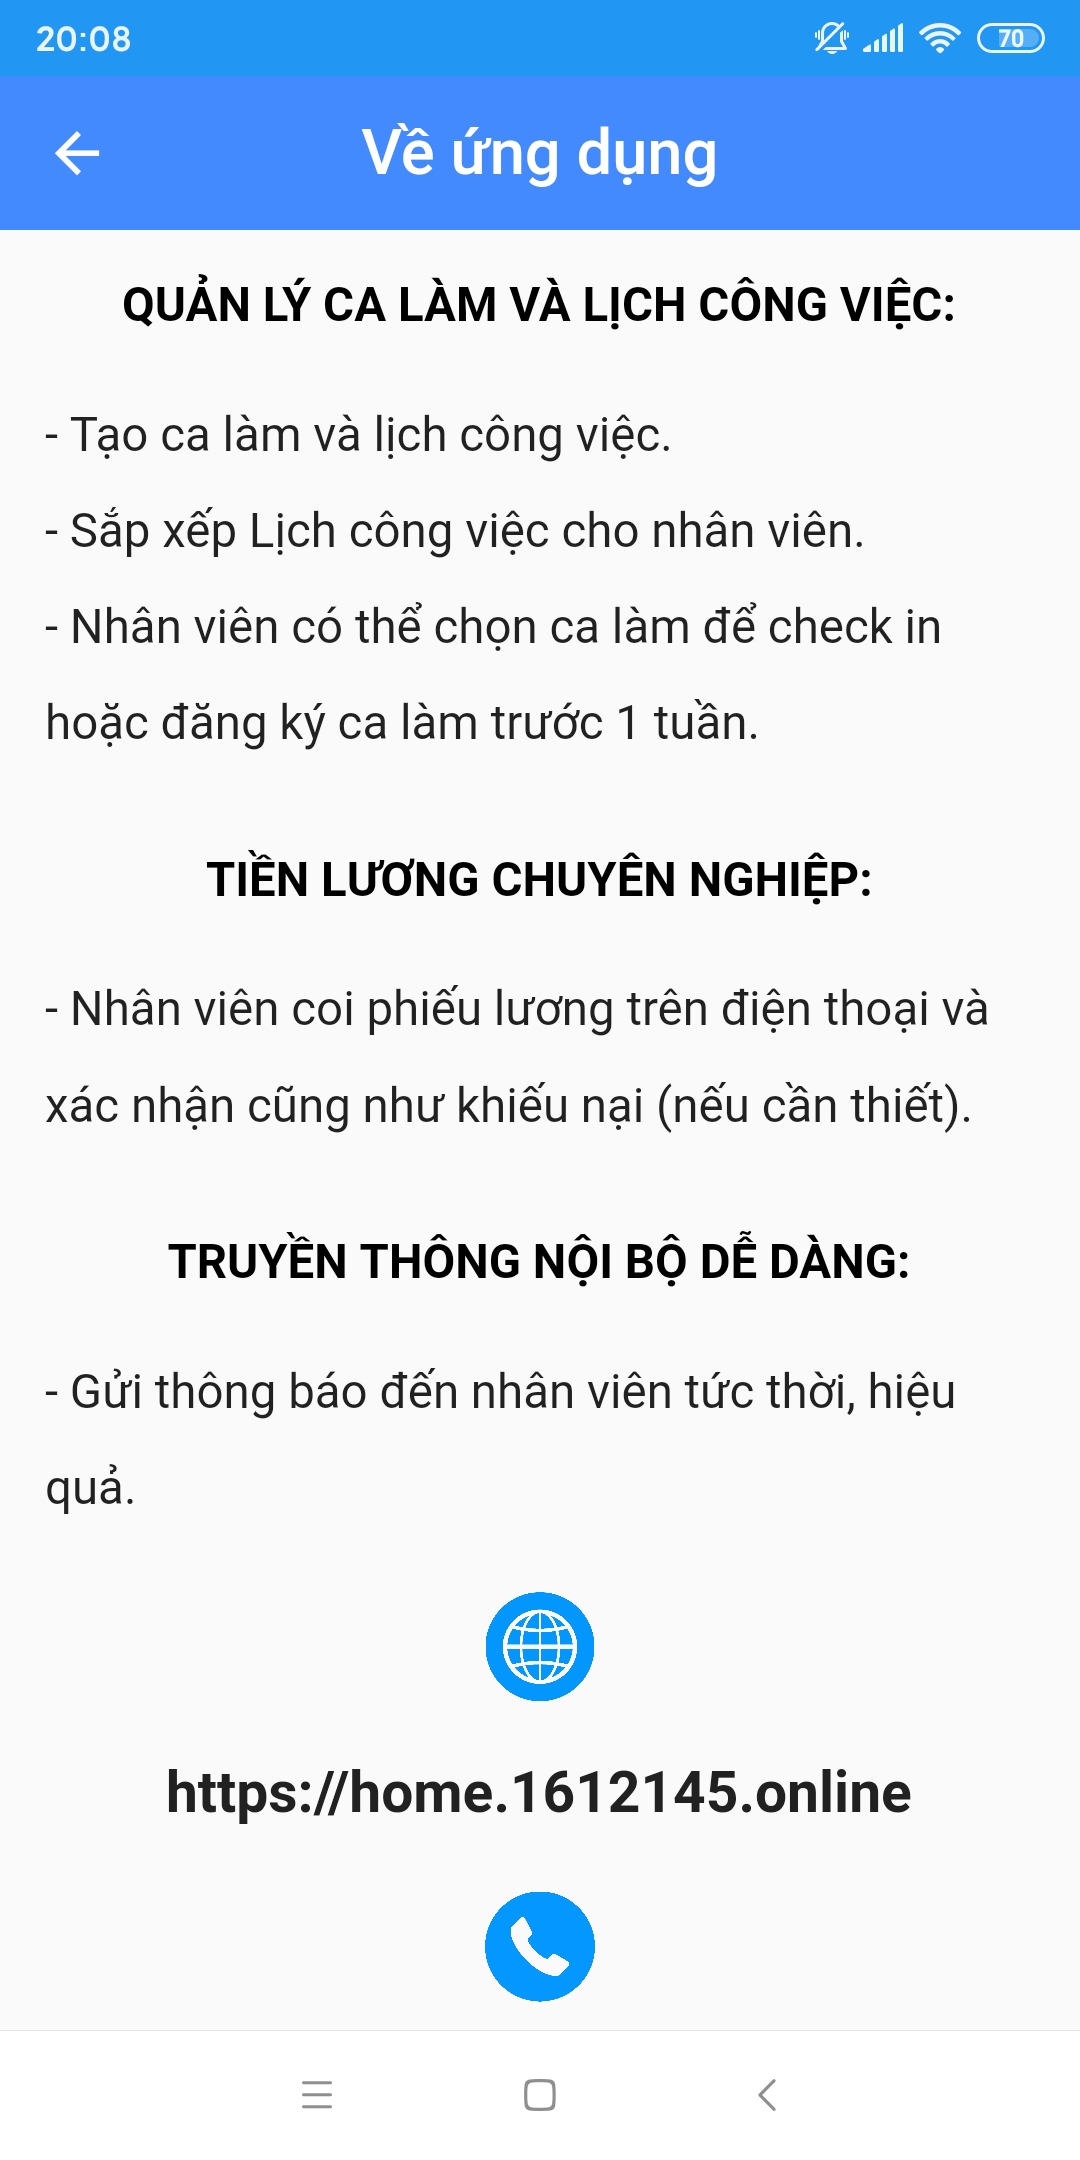 20:08
70
Về ứng dụng
QUẢN LÝ CA LÀM VÀ LỊCH CÔNG VIỆC:
- Tạo ca làm và lịch công việc.
- Sắp xếp Lịch công việc cho nhân viên.
- Nhân viên có thể chọn ca làm để check in
hoặc đăng ký ca làm trước 1 tuần.
TIỀN LƯƠNG CHUYÊN NGHIỆP:
- Nhân viên coi phiếu lương trên điện thoại và
xác nhận cũng như khiếu nại (nếu cần thiết).
TRUYỀN THÔNG NỘI BỘ DỄ DÀNG:
- Gửi thông báo đến nhân viên tức thời, hiệu
quả.
https://home.1612145.online